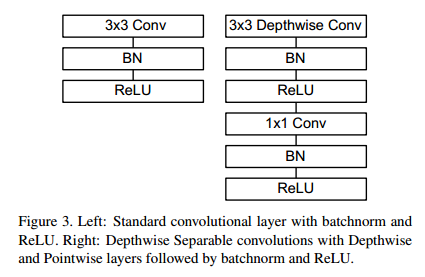 3x3 Conv
BN
ReLU
3x3 Depthwise Conv
BN
ReLU
1x1 Conv
BN
ReLU
Figure 3. Left: Standard convolutional layer with batchnorm and
ReLU. Right: Depthwise Separable convolutions with Depthwise
and Pointwise layers followed by batchnorm and ReLU.